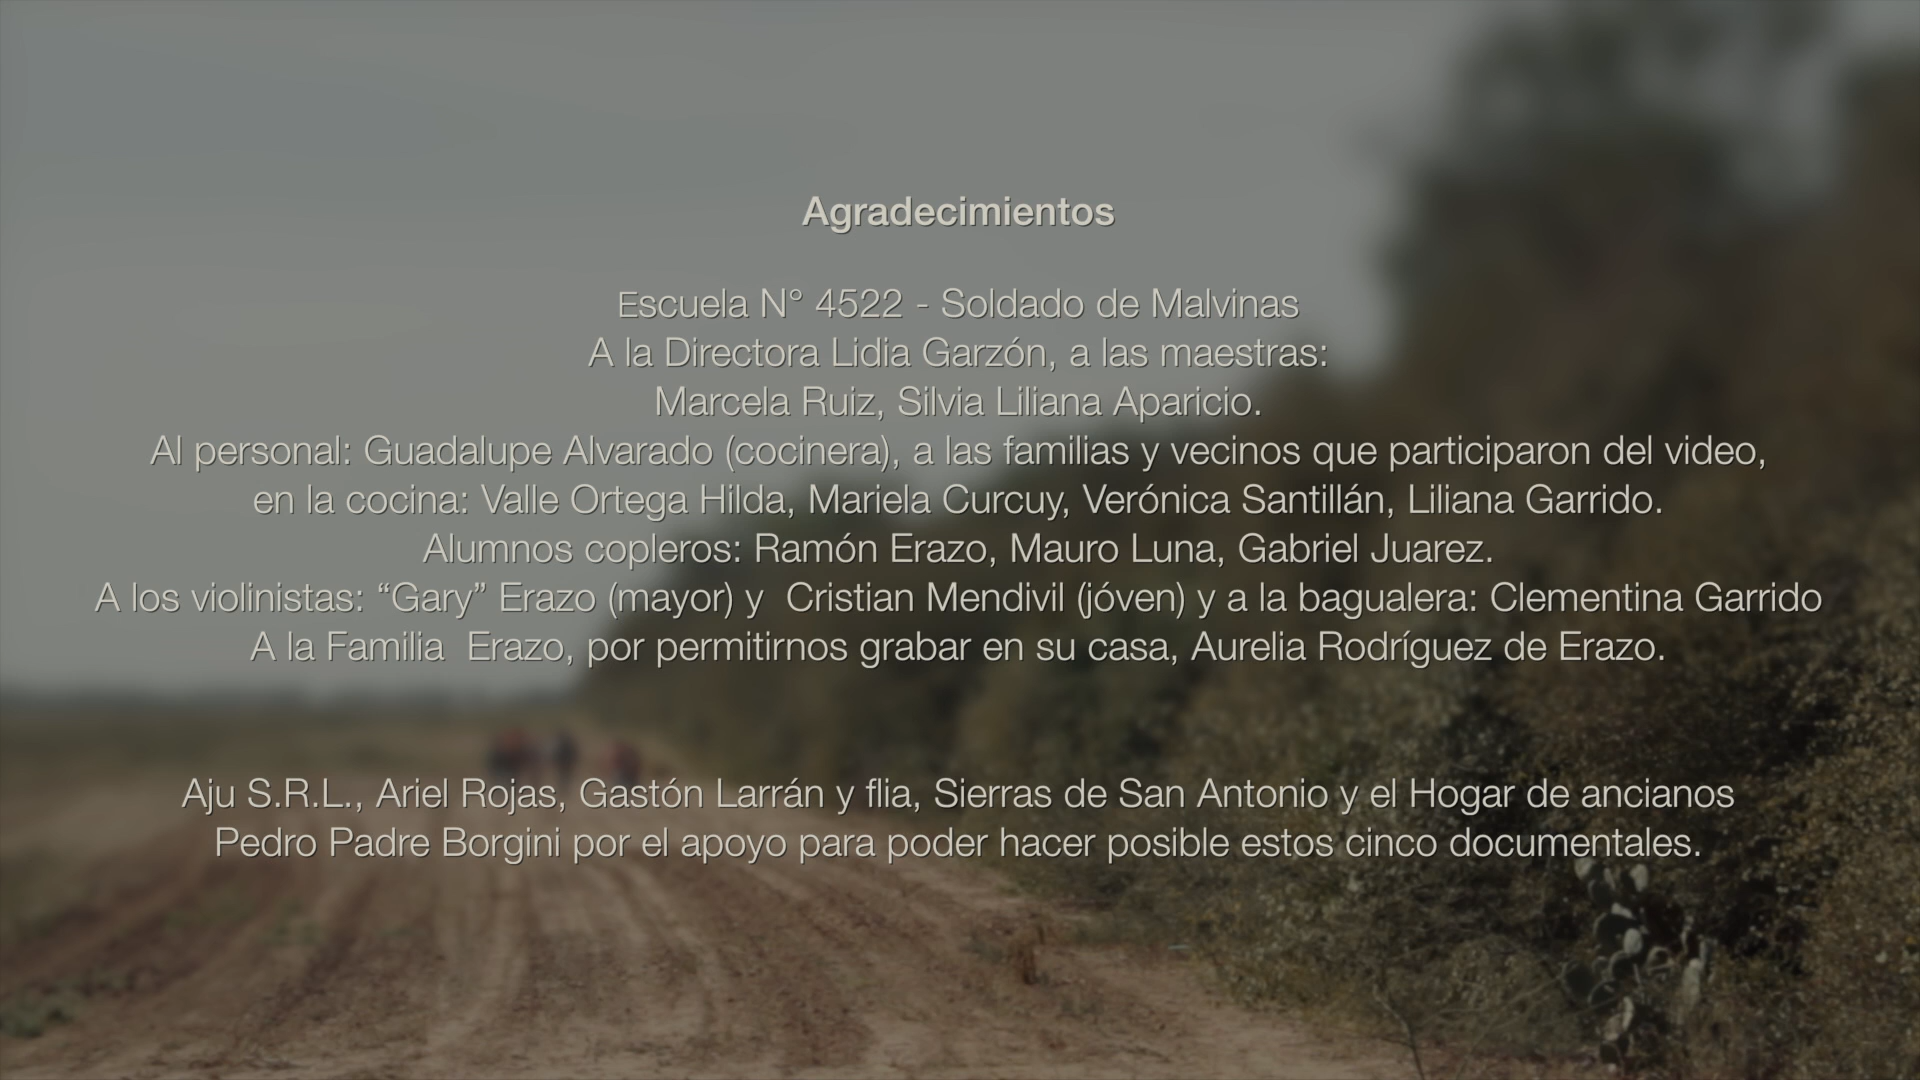 Agradecimientos
Escuela N° 4522 - Soldado de Malvinas
A la Directora Lidia Garzón, a las maestras:
Marcela Ruiz, Silvia Liliana Aparicio.
Al personal: Guadalupe Alvarado (cocinera), a las familias y vecinos que participaron del video,
en la cocina: Valle Ortega Hilda, Mariela Curcuy, Verónica Santillán, Liliana Garrido.
Alumnos copleros: Ramón Erazo, Mauro Luna, Gabriel Juarez.
A los violinistas: “Gary” Erazo (mayor) y  Cristian Mendivil (jóven) y a la bagualera: Clementina Garrido
A la Familia  Erazo, por permitirnos grabar en su casa, Aurelia Rodríguez de Erazo.
Aju S.R.L., Ariel Rojas, Gastón Larrán y flia, Sierras de San Antonio y el Hogar de ancianos
Pedro Padre Borgini por el apoyo para poder hacer posible estos cinco documentales.